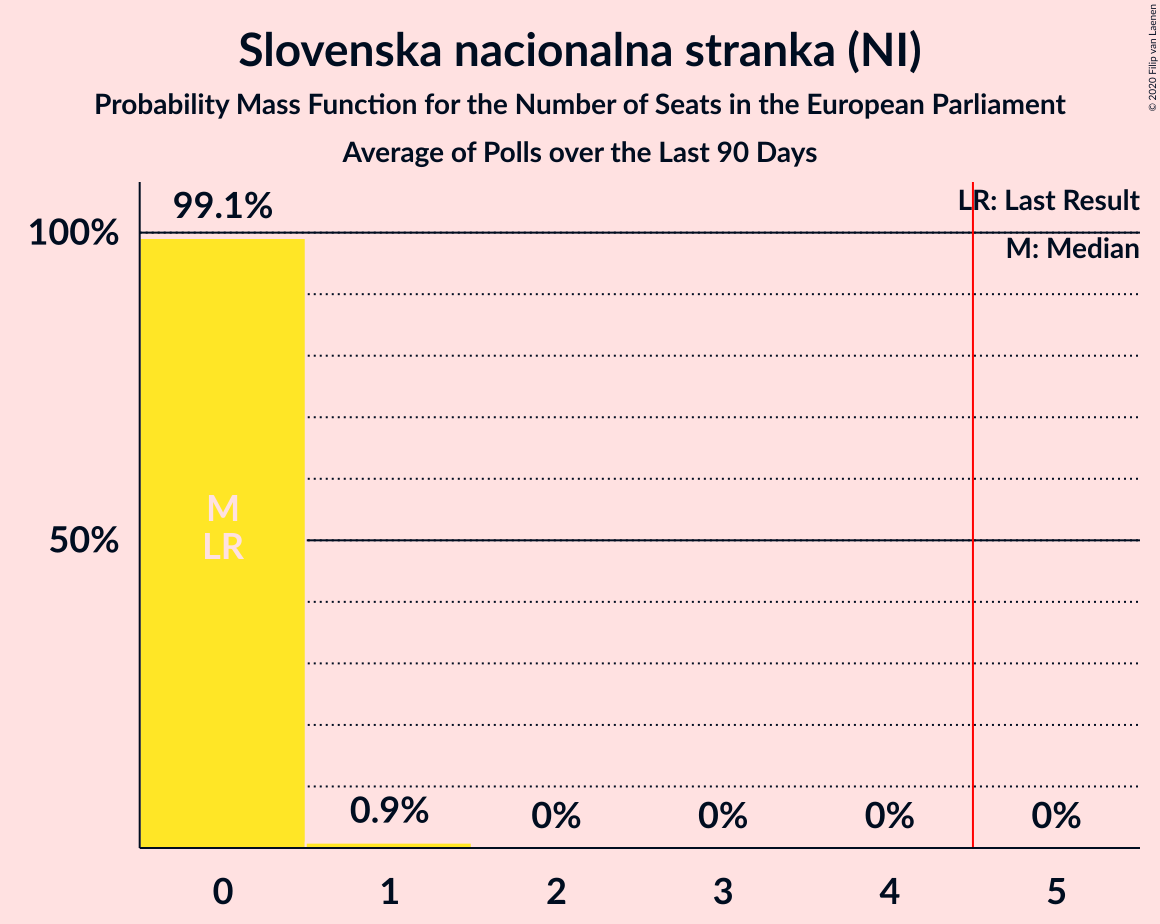 Slovenska nacionalna stranka (NI)
Probability Mass Function for the Number of Seats in the European Parliament
Average of Polls over the Last 90 Days
© 2020 Filip van Laenen
99.1%
LR: Last Result
100%
M: Median
M
LR
50%
0.9%
0%
0%
0%
0%
0
1
2
3
4
5